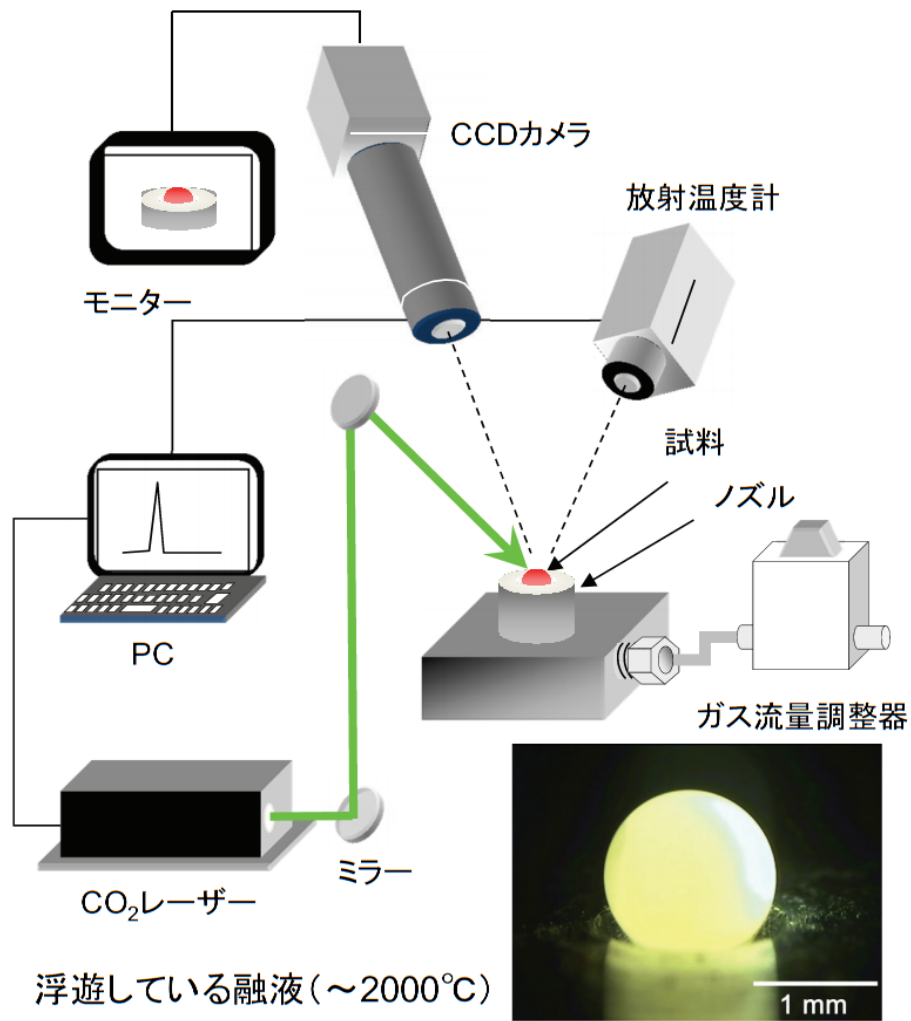 CCDカメラ
放射温度計
モニター
試料
ノズル
PC
ガス流量調整器
ミラー
CO₂レーザー
浮遊している融液(～2000℃)
1 mm